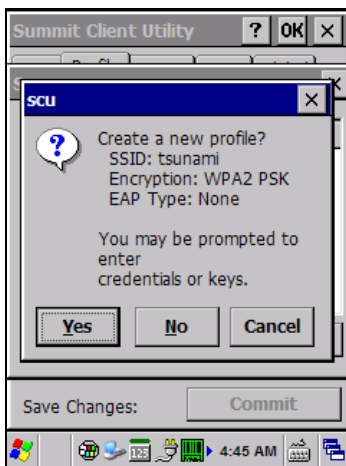 Summit Client Utility ? OK ×
scu ×
Create a new profile?
SSID: tsunami
Encryption: WPA2 PSK
EAP Type: None
You may be prompted to
enter
credentials or keys.
Yes No Cancel
Save Changes: Commit
123 4:45 AM